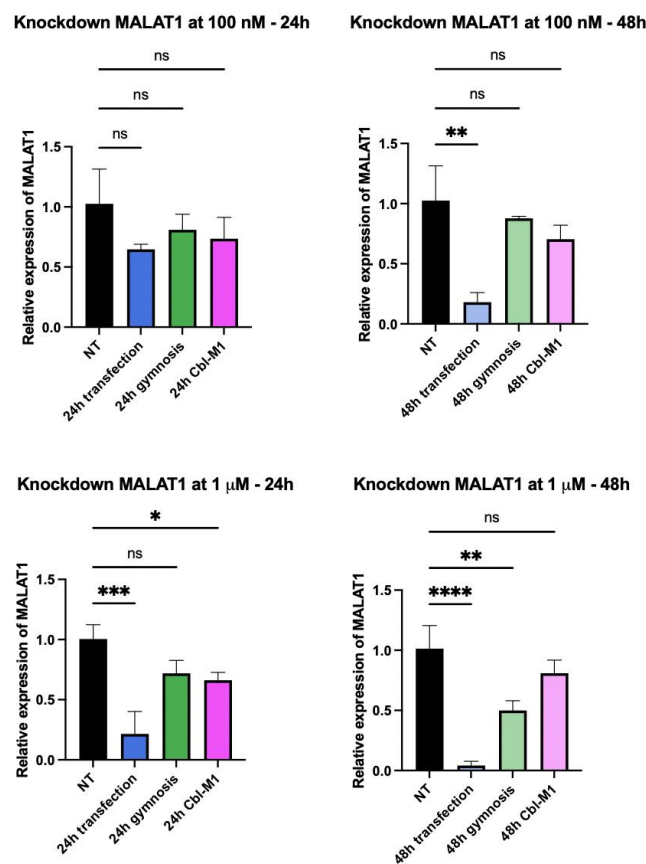 Knockdown MALAT1 at 100 nM - 24h
ns
ns
ns
Relative expression of MALAT1
1.5
1.0
0.5
0.0
NT
24h transfection
24h gymnosis
24h Cbl-M1
Knockdown MALAT1 at 100 nM - 48h
ns
ns
**
Relative expression of MALAT1
1.5
1.0
0.5
0.0
NT
48h transfection
48h gymnosis
48h Cbl-M1
Knockdown MALAT1 at 1 μM - 24h
*
ns
***
Relative expression of MALAT1
1.5
1.0
0.5
0.0
NT
24h transfection
24h gymnosis
24h Cbl-M1
Knockdown MALAT1 at 1 μM - 48h
ns
**
****
Relative expression of MALAT1
1.5
1.0
0.5
0.0
NT
48h transfection
48h gymnosis
48h Cbl-M1